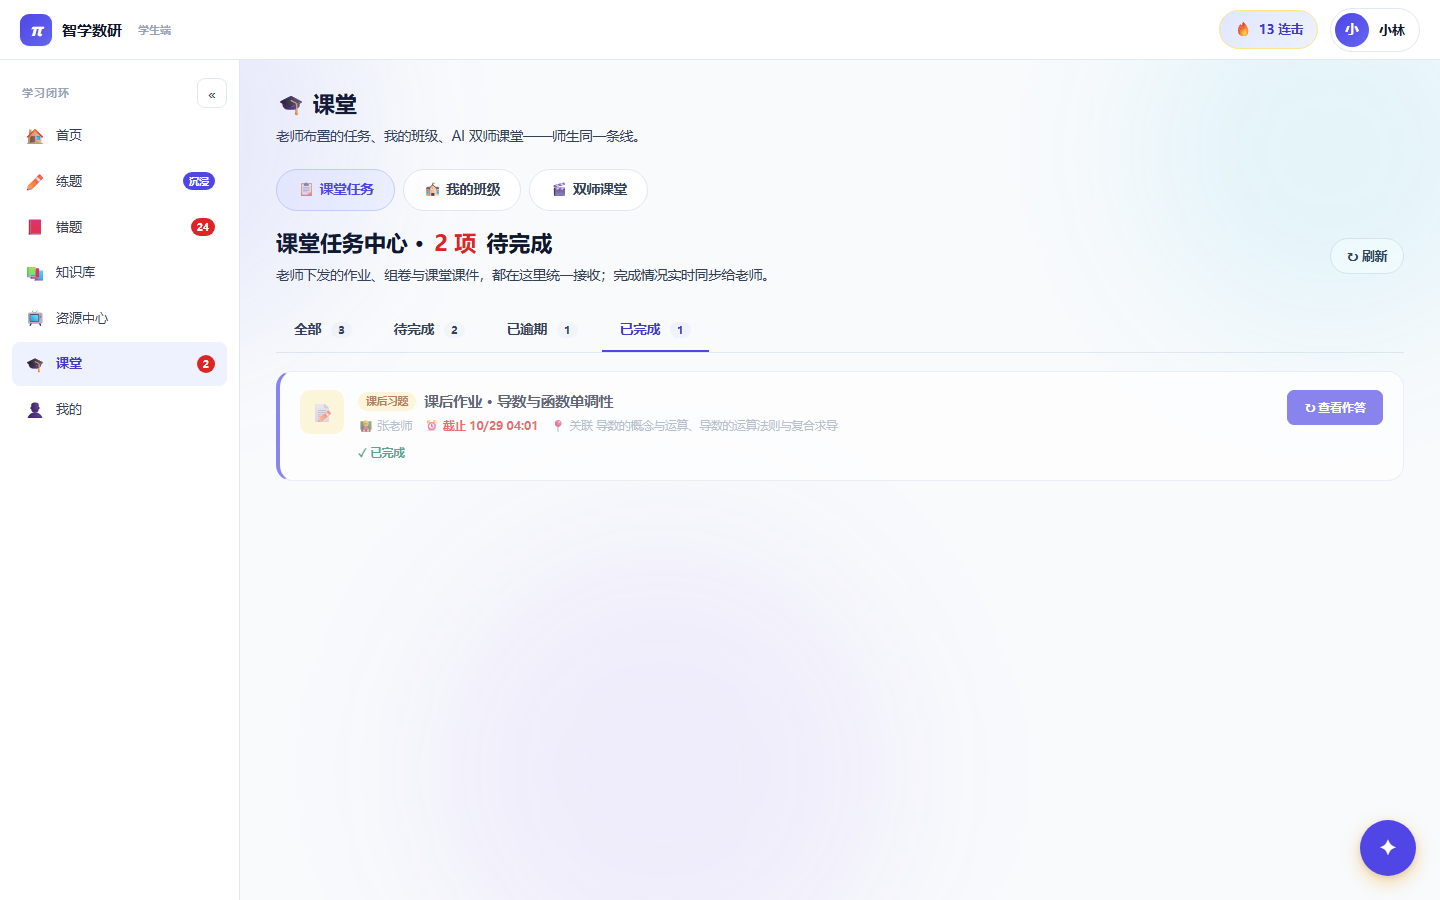 π 智学数研 学生端
13 连击
小 小林
学习闭环 «
首页
练题 沉浸
错题 24
知识库
资源中心
课堂 2
我的
课堂
老师布置的任务、我的班级、AI 双师课堂——师生同一条线。
课堂任务 我的班级 双师课堂
课堂任务中心 · 2 项 待完成
老师下发的作业、组卷与课堂课件，都在这里统一接收；完成情况实时同步给老师。
↻ 刷新
全部 3 待完成 2 已逾期 1 已完成 1
课后习题 课后作业 · 导数与函数单调性
张老师 截止 10/29 04:01 关联 导数的概念与运算、导数的运算法则与复合求导
✓ 已完成
↻ 查看作答